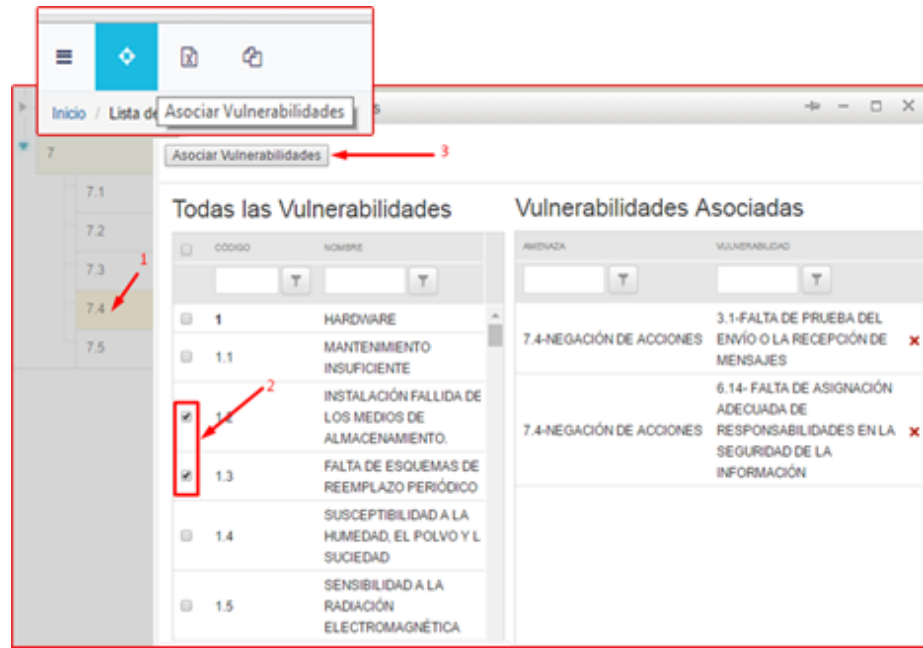 Inicio / Lista de
Asociar Vulnerabilidades
s
Asociar Vulnerabilidades
3
7
7.1
7.2
7.3
7.4
7.5
1
Todas las Vulnerabilidades
CÓDIGO NOMBRE
1 HARDWARE
1.1 MANTENIMIENTO
INSUFICIENTE
2
1.2 INSTALACIÓN FALLIDA DE
LOS MEDIOS DE
ALMACENAMIENTO.
1.3 FALTA DE ESQUEMAS DE
REEMPLAZO PERIÓDICO
1.4 SUSCEPTIBILIDAD A LA
HUMEDAD, EL POLVO Y L
SUCIEDAD
1.5 SENSIBILIDAD A LA
RADIACIÓN
ELECTROMAGNÉTICA
Vulnerabilidades Asociadas
AMENAZA VULNERABILIDAD
7.4-NEGACIÓN DE ACCIONES
3.1-FALTA DE PRUEBA DEL
ENVÍO O LA RECEPCIÓN DE
MENSAJES
7.4-NEGACIÓN DE ACCIONES
6.14- FALTA DE ASIGNACIÓN
ADECUADA DE
RESPONSABILIDADES EN LA
SEGURIDAD DE LA
INFORMACIÓN